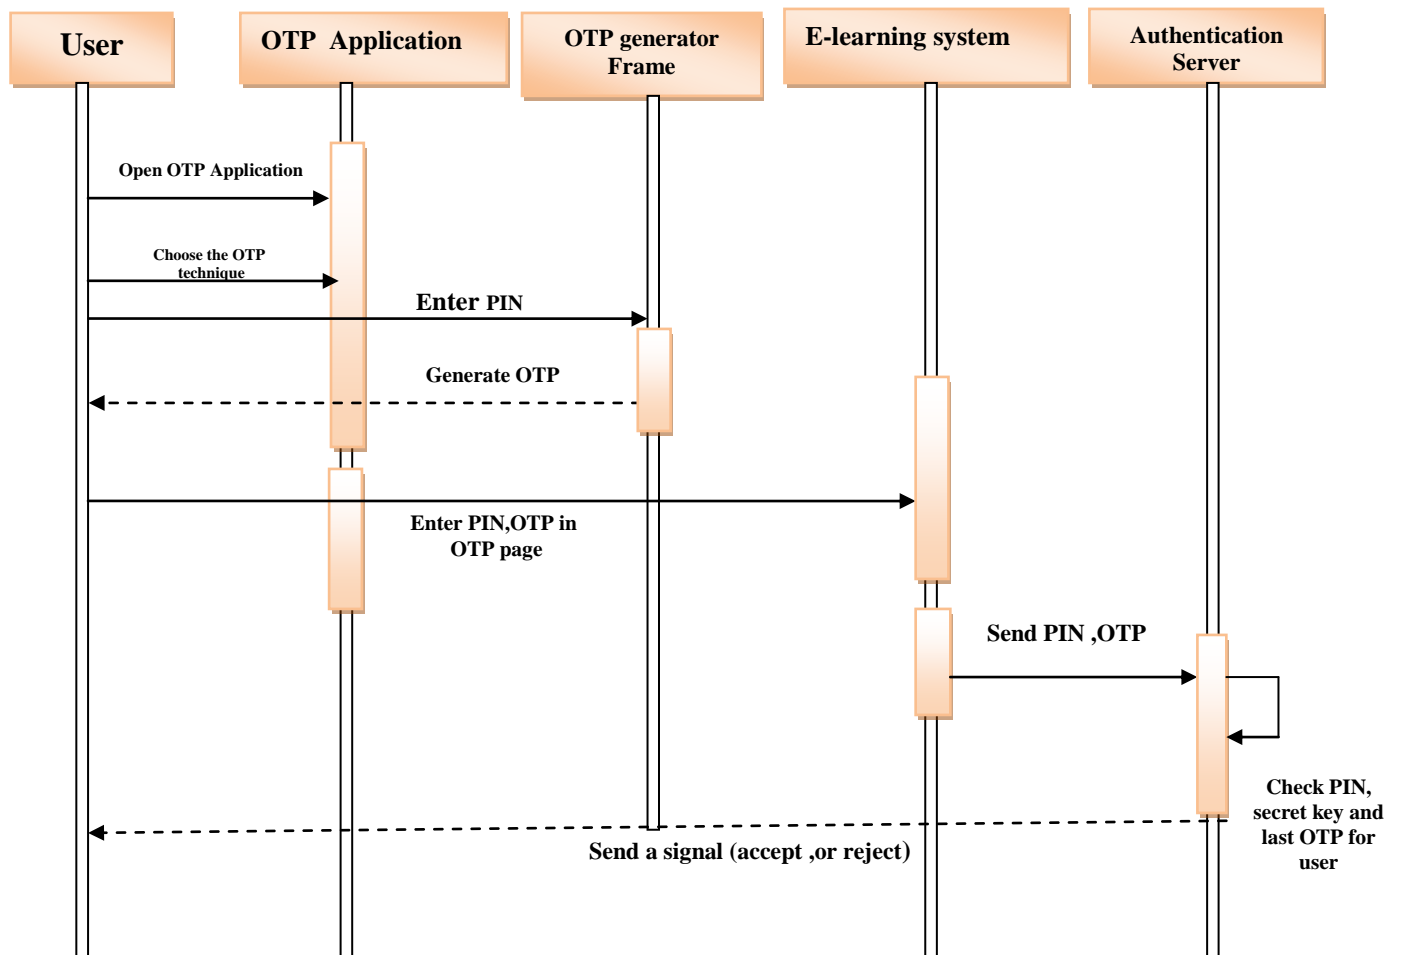 User
OTP Application
OTP generator
Frame
E-learning system
Authentication
Server
Open OTP Application
Choose the OTP
technique
Enter PIN
Generate OTP
Enter PIN,OTP in
OTP page
Send PIN ,OTP
Check PIN,
secret key and
last OTP for
user
Send a signal (accept ,or reject)